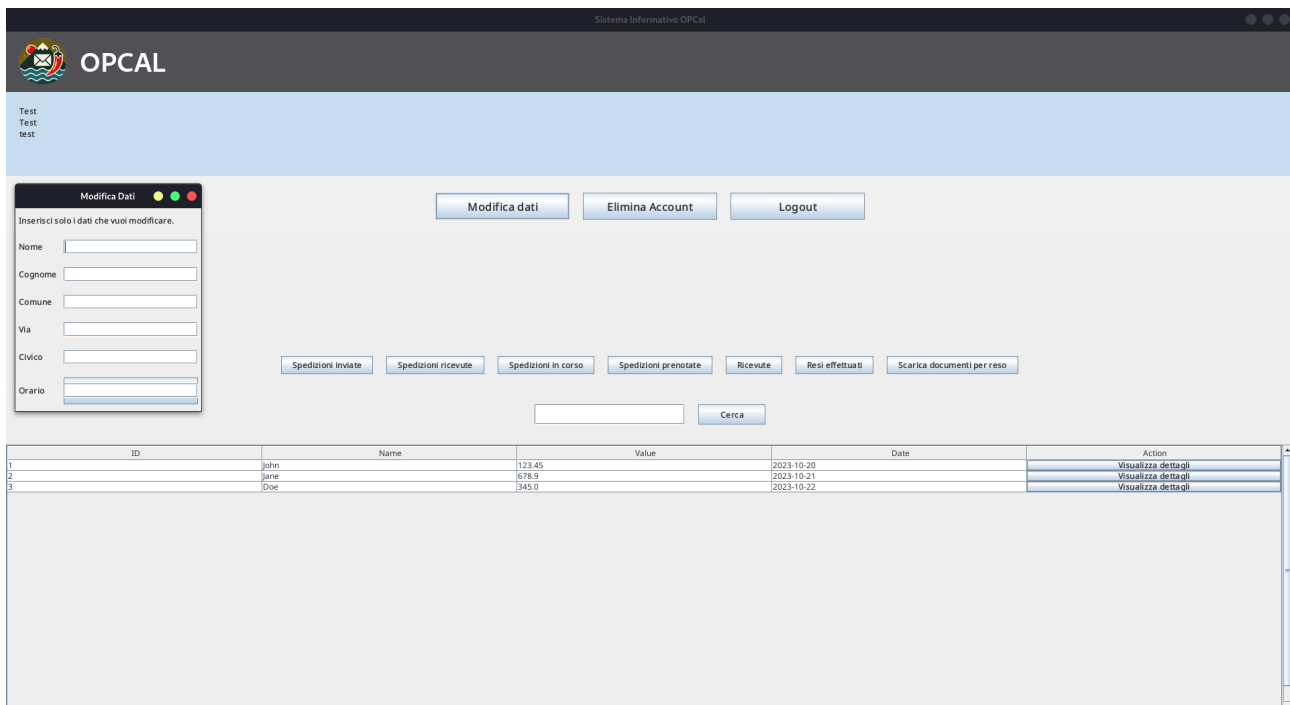 Sistema Informativo OPCal
OPCAL
Test
Test
test
Modifica Dati
Inserisci solo i dati che vuoi modificare.
Nome
Cognome
Comune
Via
Civico
Orario
Modifica dati Elimina Account Logout
Spedizioni inviate Spedizioni ricevute Spedizioni in corso Spedizioni prenotate Ricevute Resi effettuati Scarica documenti per reso
Cerca
ID Name Value Date Action
1 John 123.45 2023-10-20 Visualizza dettagli
2 Jane 678.9 2023-10-21 Visualizza dettagli
3 Doe 345.0 2023-10-22 Visualizza dettagli